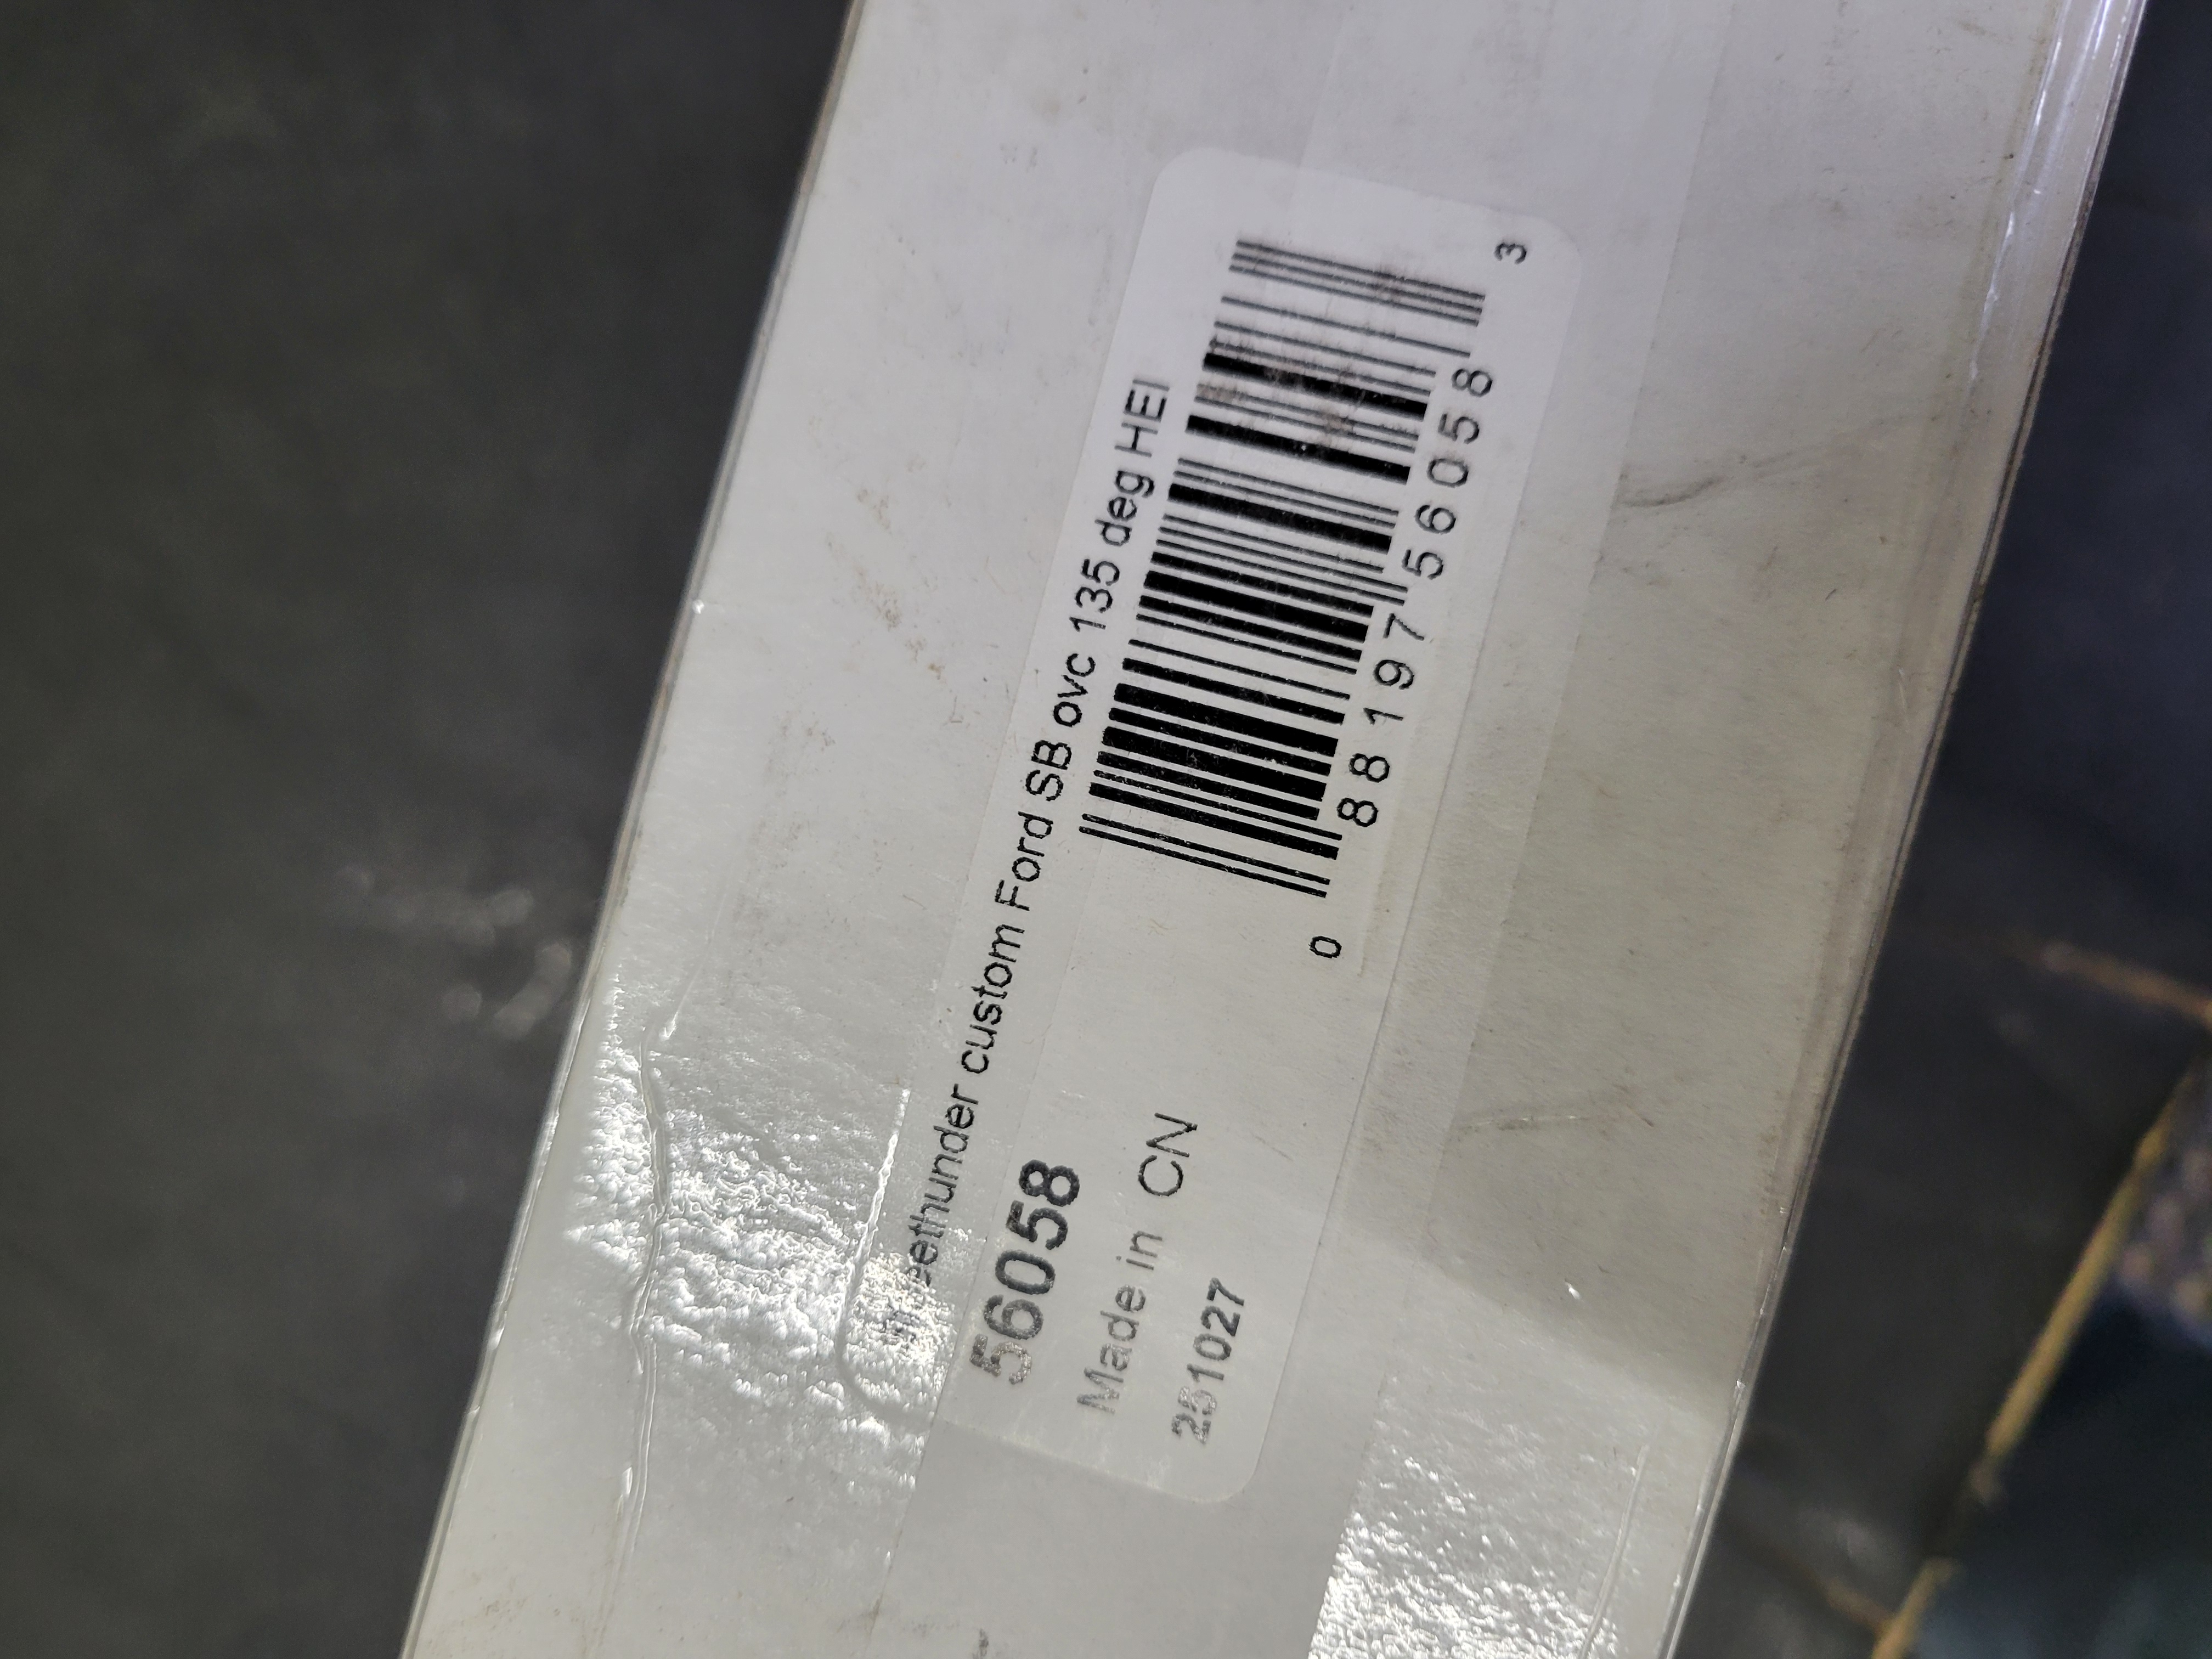 custom Ford SB ovc 135 deg HEI
56058
Made in CN
251027
0 88197 56058 3